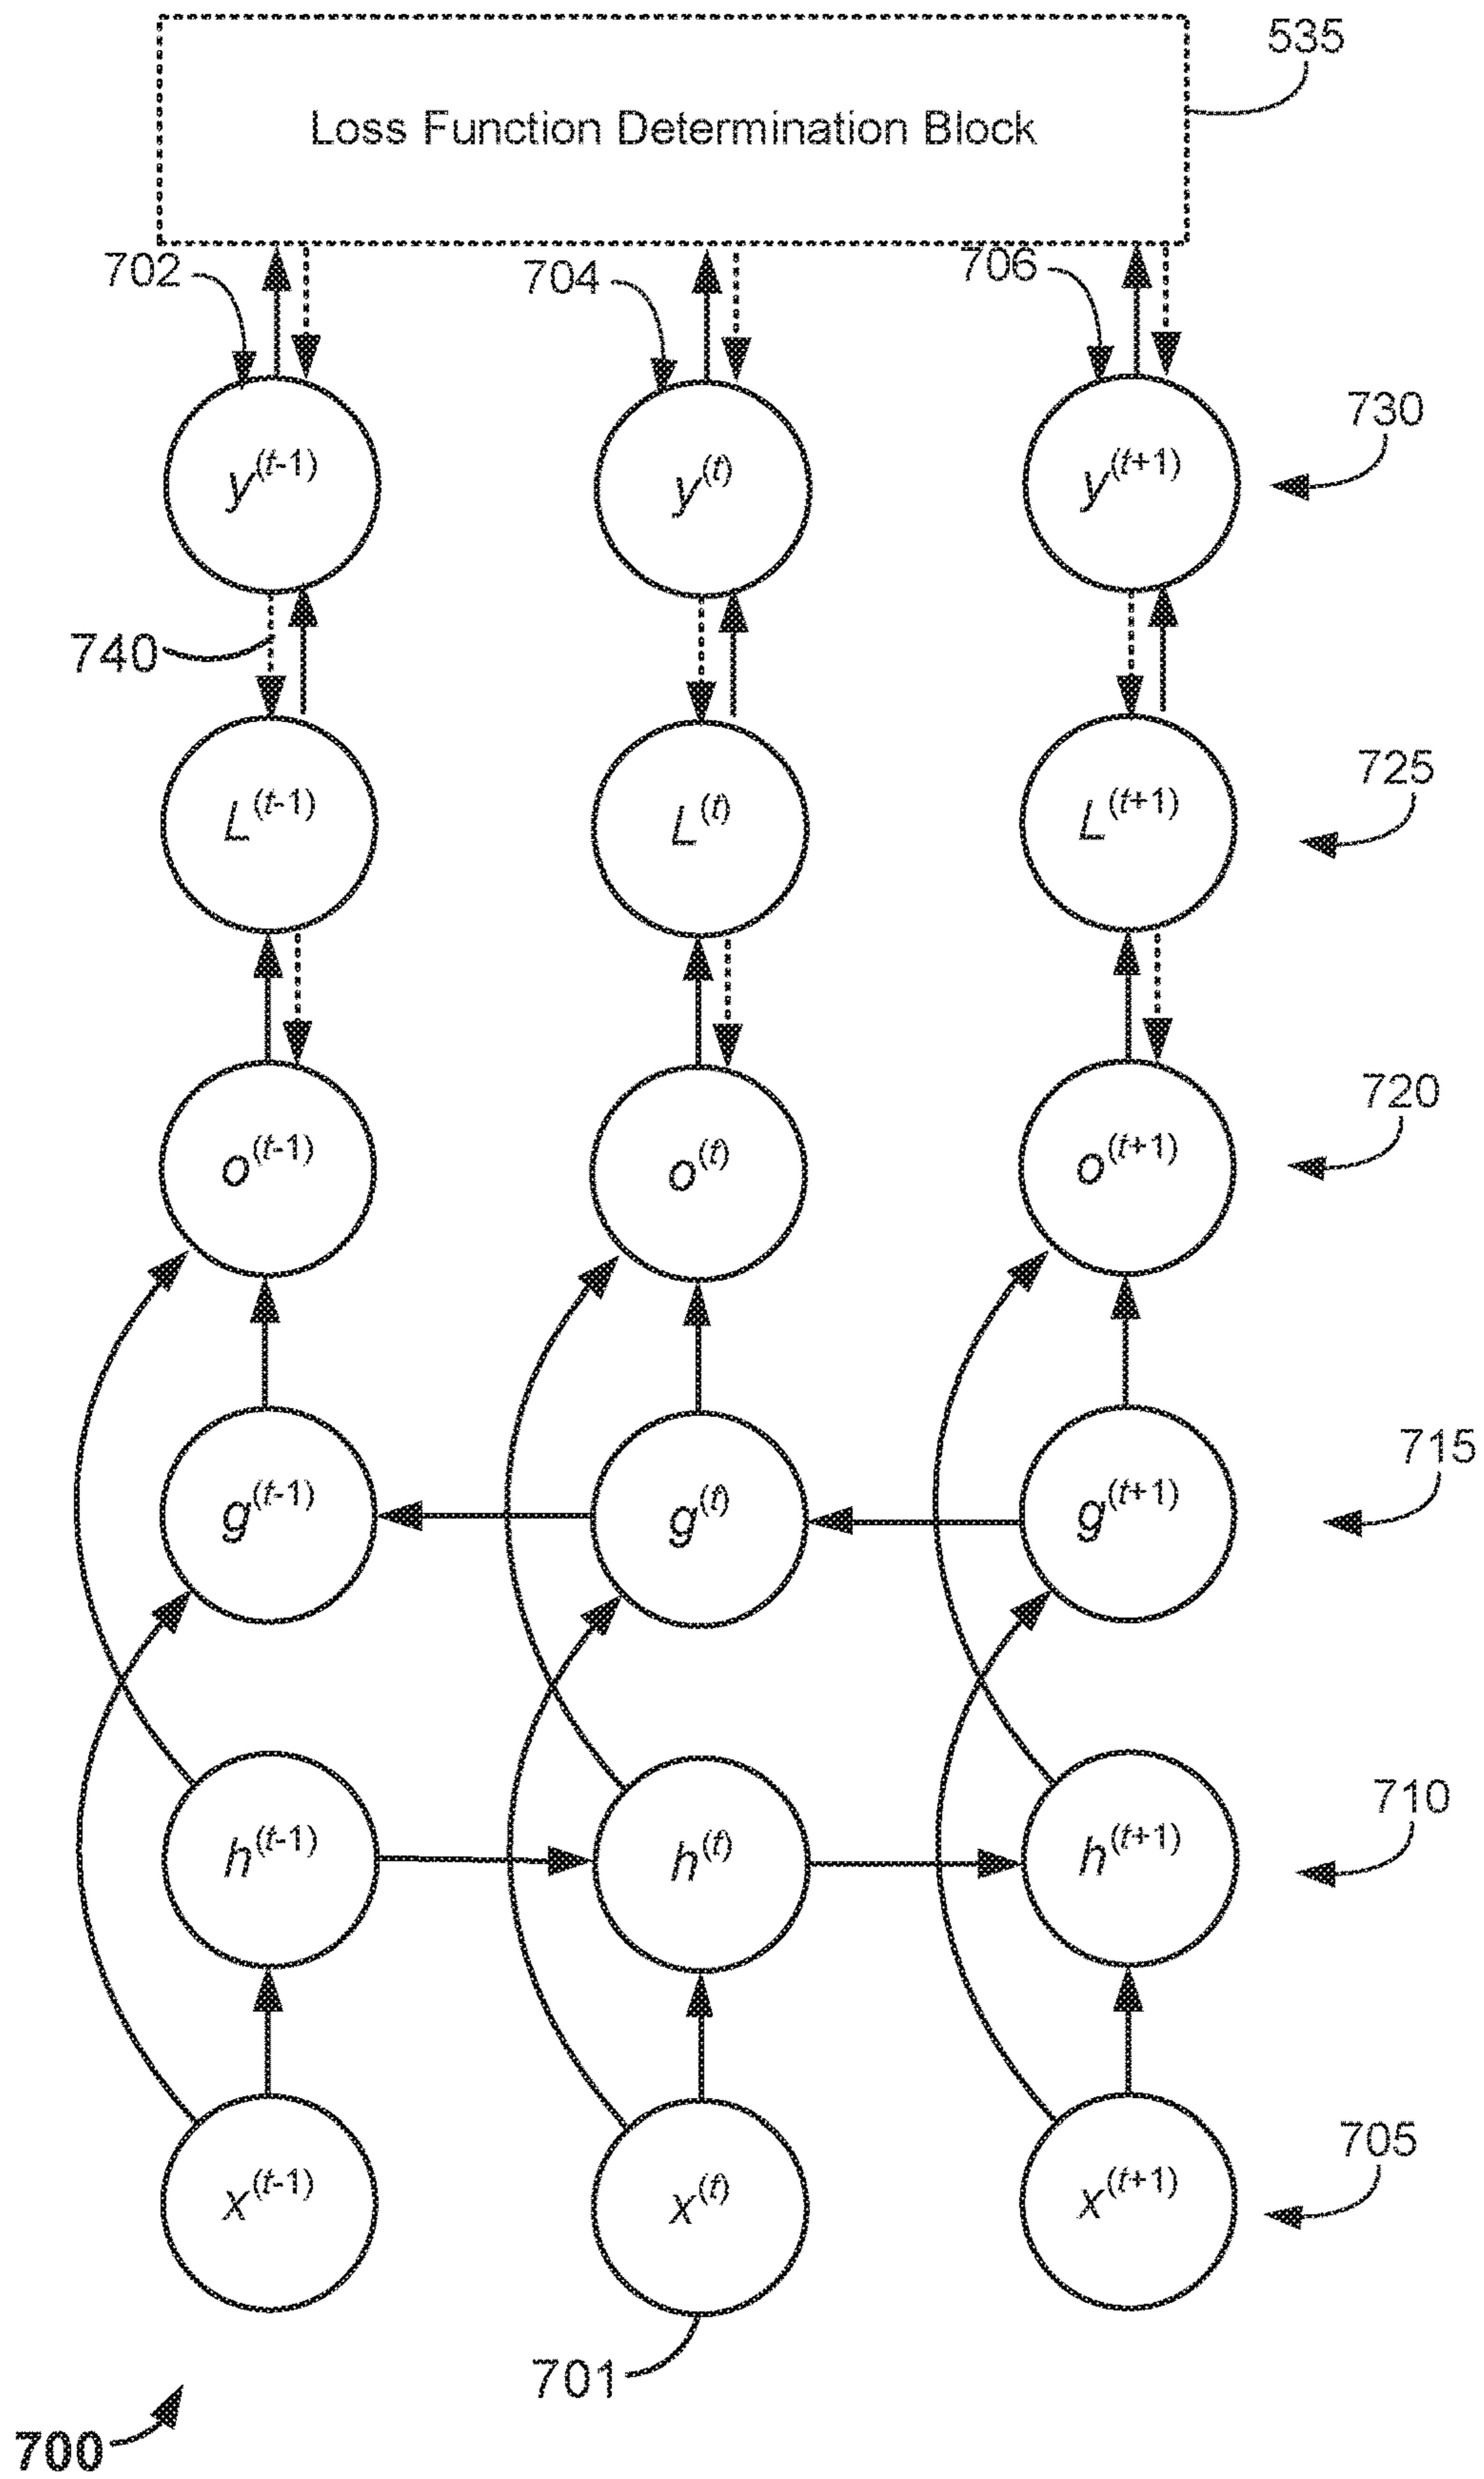 535
Loss Function Determination Block
702 704 706
730
y(t-1) y(t) y(t+1)
740
725
L(t-1) L(t) L(t+1)
720
o(t-1) o(t) o(t+1)
715
g(t-1) g(t) g(t+1)
710
h(t-1) h(t) h(t+1)
705
x(t-1) x(t) x(t+1)
701
700